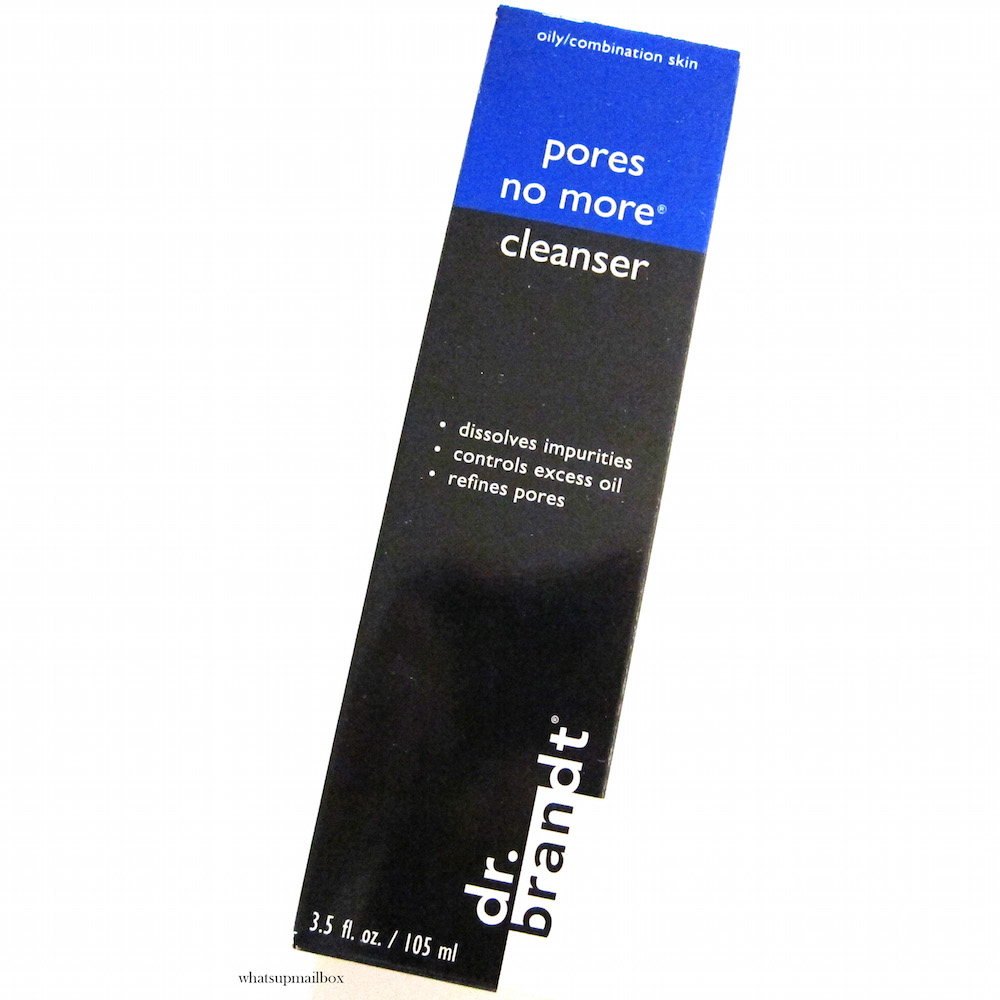 oily/combination skin
pores
no more®
cleanser
• dissolves impurities
• controls excess oil
• refines pores
dr.
brandt®
3.5 fl. oz. / 105 ml
whatsupmailbox